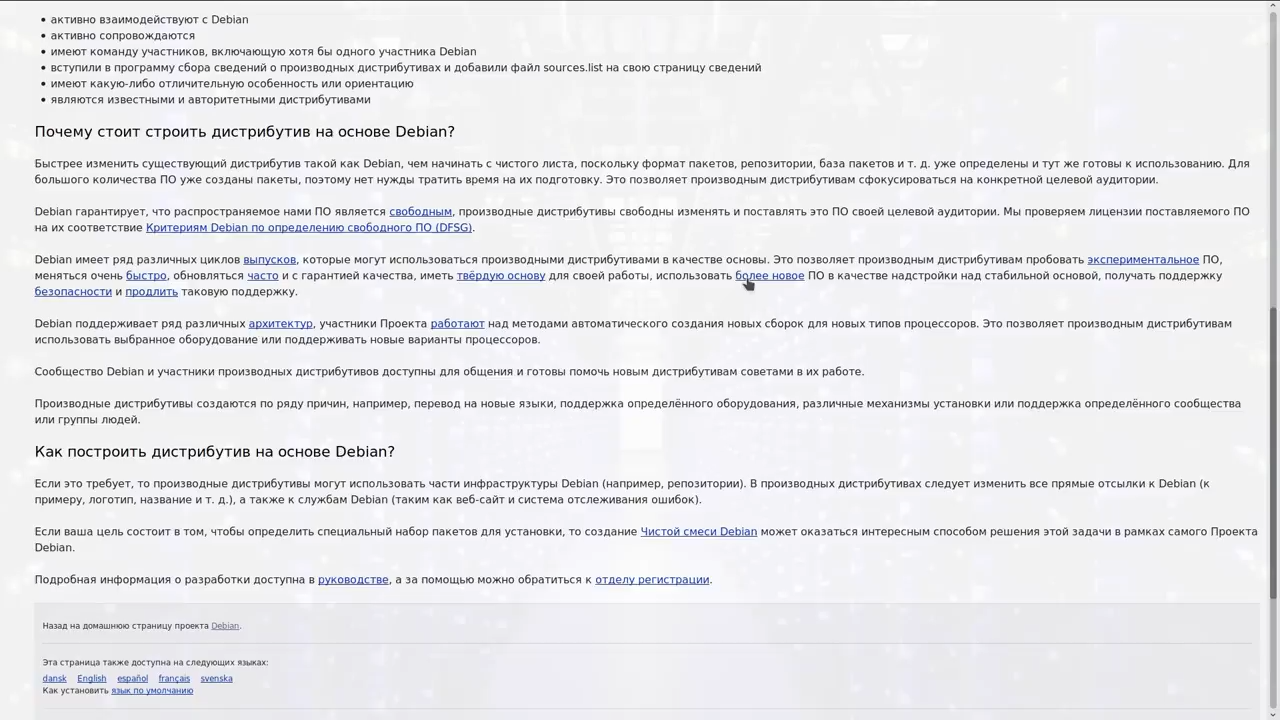 • активно взаимодействуют с Debian
• активно сопровождаются
• имеют команду участников, включающую хотя бы одного участника Debian
• вступили в программу сбора сведений о производных дистрибутивах и добавили файл sources.list на свою страницу сведений
• имеют какую-либо отличительную особенность или ориентацию
• являются известными и авторитетными дистрибутивами
Почему стоит строить дистрибутив на основе Debian?
Быстрее изменить существующий дистрибутив такой как Debian, чем начинать с чистого листа, поскольку формат пакетов, репозитории, база пакетов и т. д. уже определены и тут же готовы к использованию. Для
большого количества ПО уже созданы пакеты, поэтому нет нужды тратить время на их подготовку. Это позволяет производным дистрибутивам сфокусироваться на конкретной целевой аудитории.
Debian гарантирует, что распространяемое нами ПО является свободным, производные дистрибутивы свободны изменять и поставлять это ПО своей целевой аудитории. Мы проверяем лицензии поставляемого ПО
на их соответствие Критериям Debian по определению свободного ПО (DFSG).
Debian имеет ряд различных циклов выпусков, которые могут использоваться производными дистрибутивами в качестве основы. Это позволяет производным дистрибутивам пробовать экспериментальное ПО,
меняться очень быстро, обновляться часто и с гарантией качества, иметь твёрдую основу для своей работы, использовать более новое ПО в качестве надстройки над стабильной основой, получать поддержку
безопасности и продлить таковую поддержку.
Debian поддерживает ряд различных архитектур, участники Проекта работают над методами автоматического создания новых сборок для новых типов процессоров. Это позволяет производным дистрибутивам
использовать выбранное оборудование или поддерживать новые варианты процессоров.
Сообщество Debian и участники производных дистрибутивов доступны для общения и готовы помочь новым дистрибутивам советами в их работе.
Производные дистрибутивы создаются по ряду причин, например, перевод на новые языки, поддержка определённого оборудования, различные механизмы установки или поддержка определённого сообщества
или группы людей.
Как построить дистрибутив на основе Debian?
Если это требует, то производные дистрибутивы могут использовать части инфраструктуры Debian (например, репозитории). В производных дистрибутивах следует изменить все прямые отсылки к Debian (к
примеру, логотип, название и т. д.), а также к службам Debian (таким как веб-сайт и система отслеживания ошибок).
Если ваша цель состоит в том, чтобы определить специальный набор пакетов для установки, то создание Чистой смеси Debian может оказаться интересным способом решения этой задачи в рамках самого Проекта
Debian.
Подробная информация о разработки доступна в руководстве, а за помощью можно обратиться к отделу регистрации.
Назад на домашнюю страницу проекта Debian.
Эта страница также доступна на следующих языках:
dansk English español français svenska
Как установить язык по умолчанию